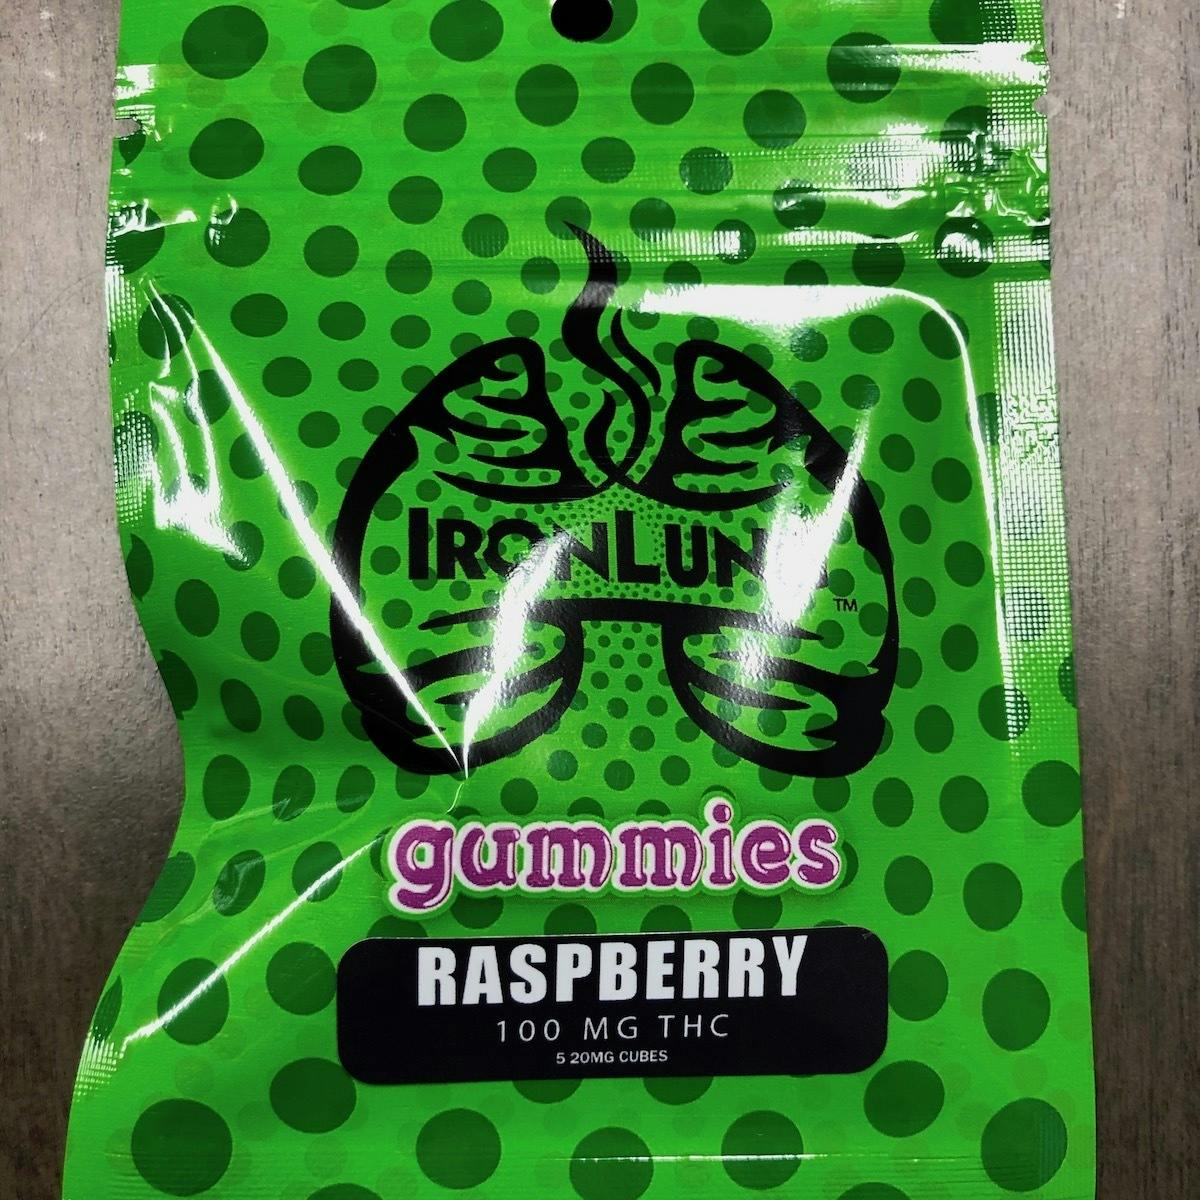 IRONLUNG
TM
gummies
RASPBERRY
100 MG THC
5 20MG CUBES